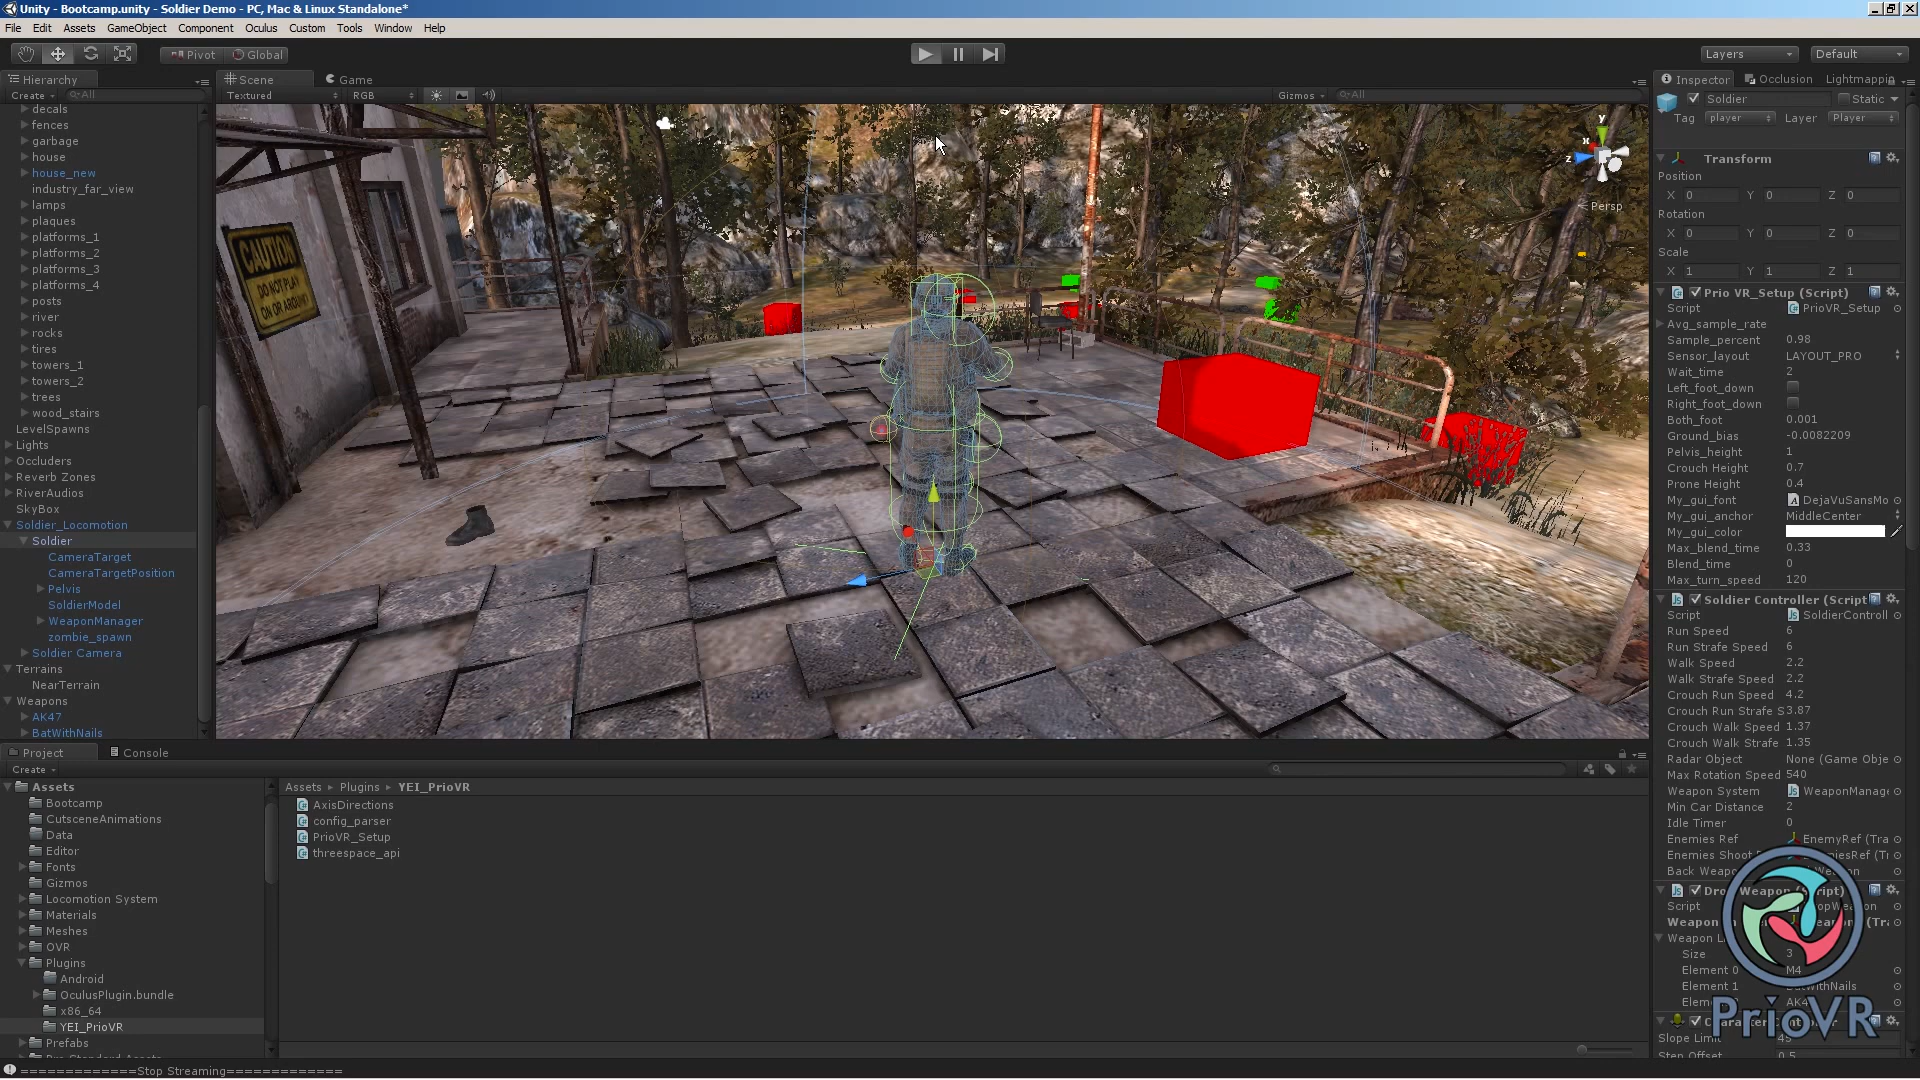 Unity - Bootcamp.unity - Soldier Demo - PC, Mac & Linux Standalone*
File Edit Assets GameObject Component Oculus Custom Tools Window Help
Pivot Global
Layers Default
Hierarchy
Create All
decals
fences
garbage
house
house_new
industry_far_view
lamps
plaques
platforms_1
platforms_2
platforms_3
platforms_4
posts
river
rocks
tires
towers_1
towers_2
trees
wood_stairs
LevelSpawns
Lights
Occluders
Reverb Zones
RiverAudios
SkyBox
Soldier_Locomotion
Soldier
CameraTarget
CameraTargetPosition
Pelvis
SoldierModel
WeaponManager
zombie_spawn
Soldier Camera
Terrains
NearTerrain
Weapons
AK47
BatWithNails
Scene Game
Textured RGB Gizmos All
CAUTION
DO NOT PLAY
ON OR AROUND
y
x
z
Persp
Inspector Occlusion Lightmappin
Soldier Static
Tag player Layer Player
Transform
Position
X 0 Y 0 Z 0
Rotation
X 0 Y 0 Z 0
Scale
X 1 Y 1 Z 1
Prio VR_Setup (Script)
Script PrioVR_Setup
Avg_sample_rate
Sample_percent 0.98
Sensor_layout LAYOUT_PRO
Wait_time 2
Left_foot_down
Right_foot_down
Both_foot 0.001
Ground_bias -0.0082209
Pelvis_height 1
Crouch Height 0.7
Prone Height 0.4
My_gui_font DejaVuSansMo
My_gui_anchor MiddleCenter
My_gui_color
Max_blend_time 0.33
Blend_time 0
Max_turn_speed 120
Soldier Controller (Script
Script SoldierControll
Run Speed 6
Run Strafe Speed 6
Walk Speed 2.2
Walk Strafe Speed 2.2
Crouch Run Speed 4.2
Crouch Run Strafe S 3.87
Crouch Walk Speed 1.37
Crouch Walk Strafe 1.35
Radar Object None (Game Obje
Max Rotation Speed 540
Weapon System WeaponManage
Min Car Distance 2
Idle Timer 0
Enemies Ref EnemyRef (Tra
Enemies Shoot
Back Weapo
Script
Weapon
Size 3
Element 0 M4
Element 1 BatWithNails
AK47
Slope Limit 45
Step Offset 0.5
PrioVR
Project Console
Create
Assets
Bootcamp
CutsceneAnimations
Data
Editor
Fonts
Gizmos
Locomotion System
Materials
Meshes
OVR
Plugins
Android
OculusPlugin.bundle
x86_64
YEI_PrioVR
Prefabs
Assets Plugins YEI_PrioVR
AxisDirections
config_parser
PrioVR_Setup
threespace_api
=============Stop Streaming=============